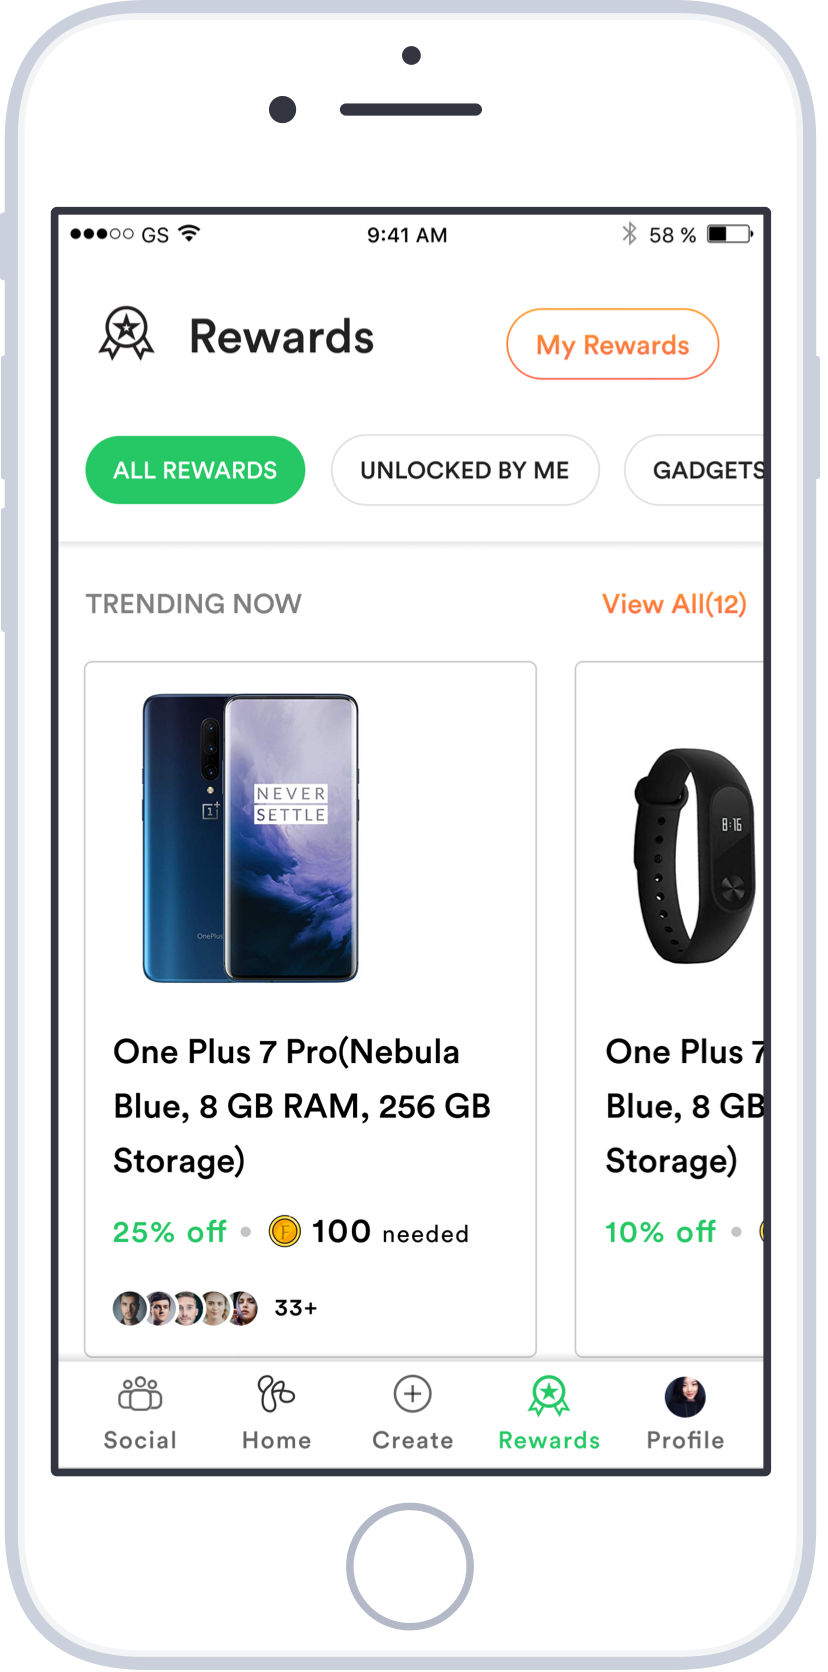 GS 9:41 AM 58 %
Rewards
My Rewards
ALL REWARDS UNLOCKED BY ME GADGETS
TRENDING NOW View All(12)
NEVER
SETTLE
OnePlus
8:16
One Plus 7 Pro(Nebula
Blue, 8 GB RAM, 256 GB
Storage)
25% off • 100 needed
33+
One Plus 7
Blue, 8 GB
Storage)
10% off •
Social Home Create Rewards Profile